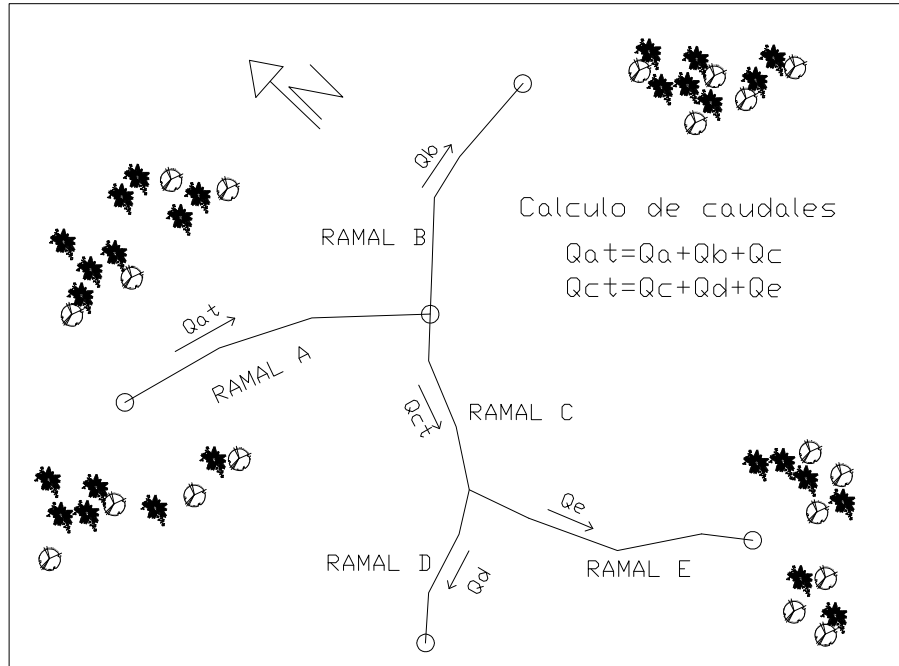 N
Qb
Calculo de caudales
RAMAL B
Qat=Qa+Qb+Qc
Qct=Qc+Qd+Qe
Qat
RAMAL A
Qct
RAMAL C
Qe
RAMAL D
Qd
RAMAL E